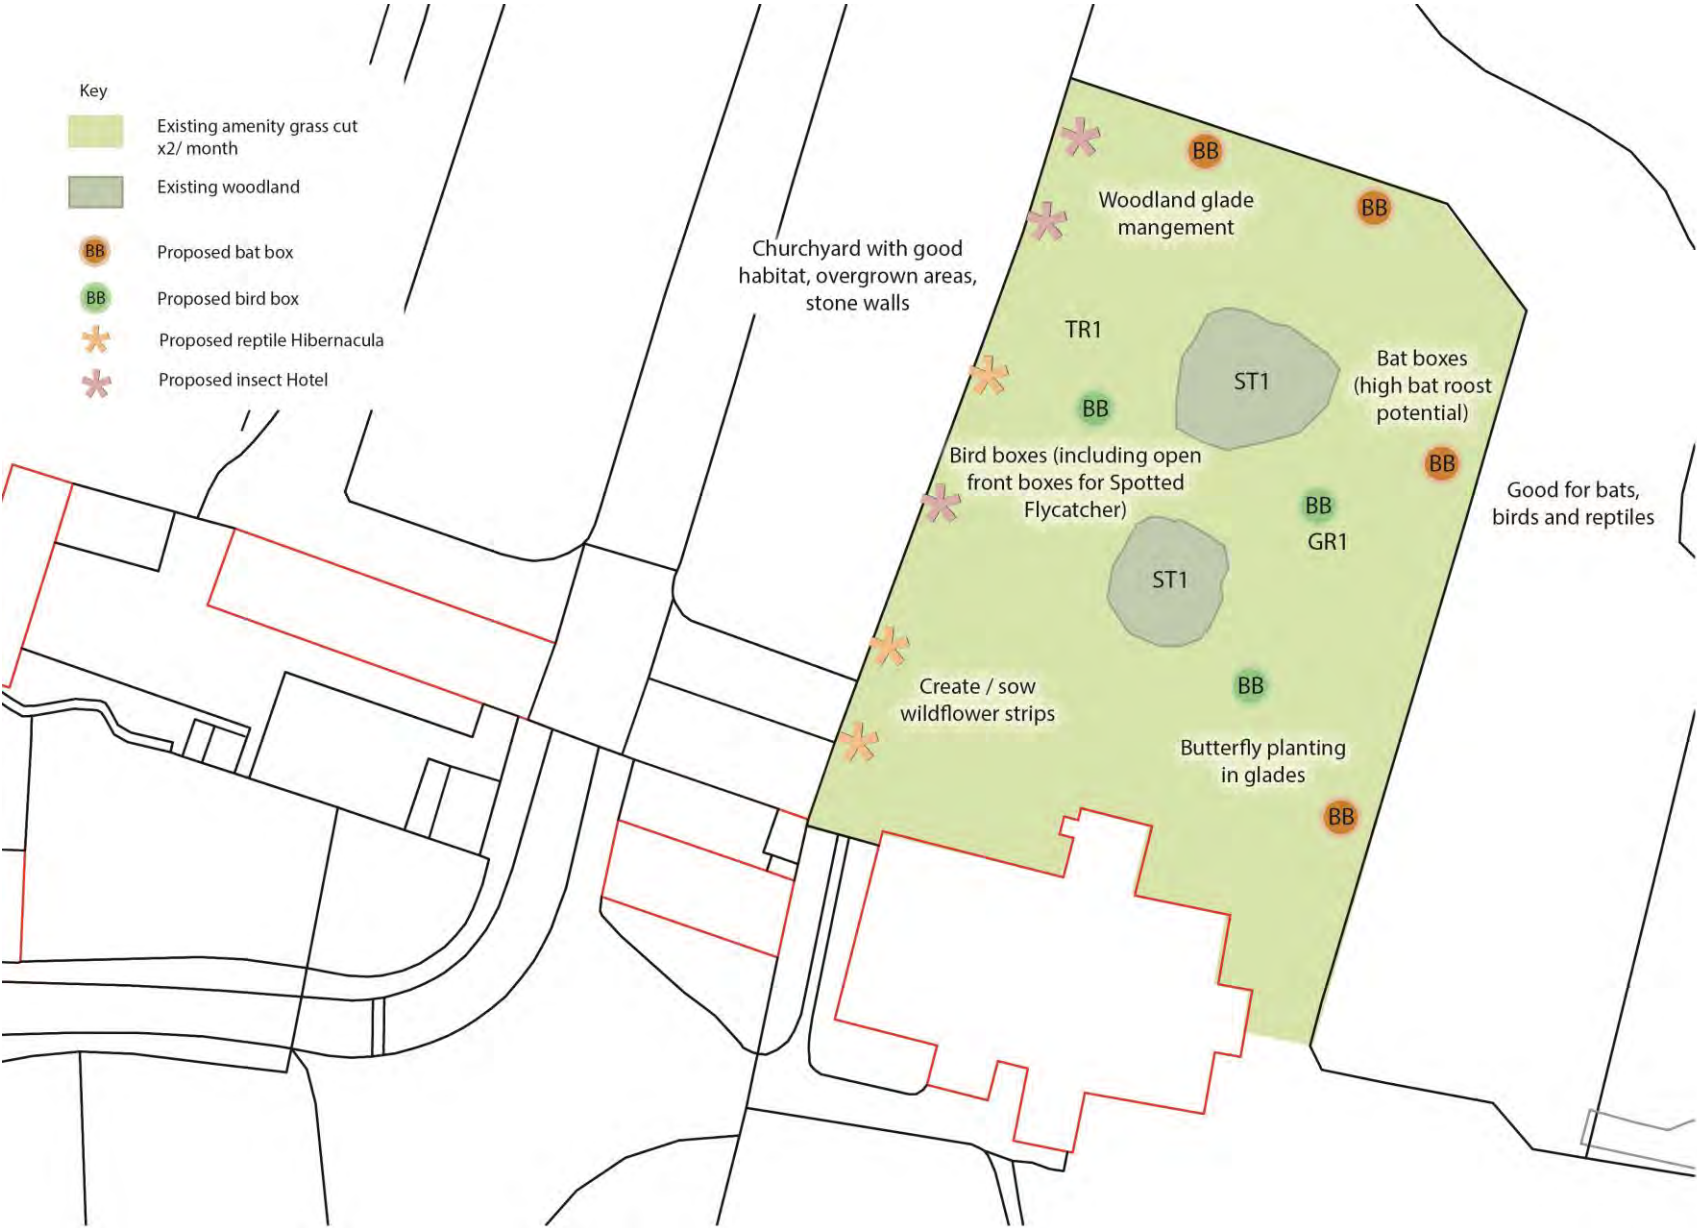 Key
Existing amenity grass cut
x2/ month
Existing woodland
BB
Proposed bat box
BB
Proposed bird box
Proposed reptile Hibernacula
Proposed insect Hotel
Churchyard with good
habitat, overgrown areas,
stone walls
BB
BB
Woodland glade
mangement
TR1
ST1
Bat boxes
(high bat roost
potential)
BB
Bird boxes (including open
front boxes for Spotted
Flycatcher)
BB
BB
GR1
Good for bats,
birds and reptiles
ST1
Create / sow
wildflower strips
BB
Butterfly planting
in glades
BB